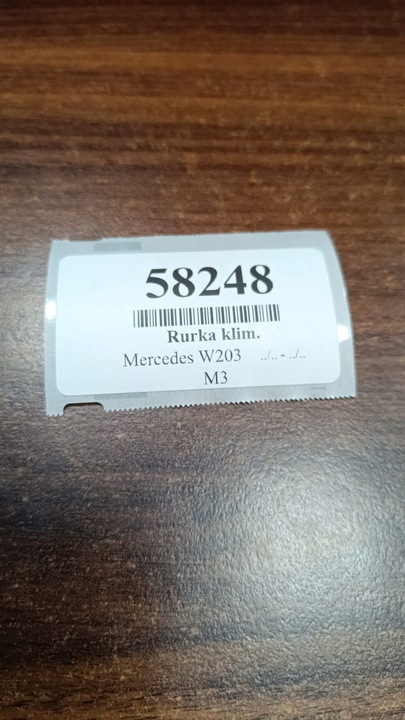 58248
Rurka klim.
Mercedes W203 ../.. - ../..
M3